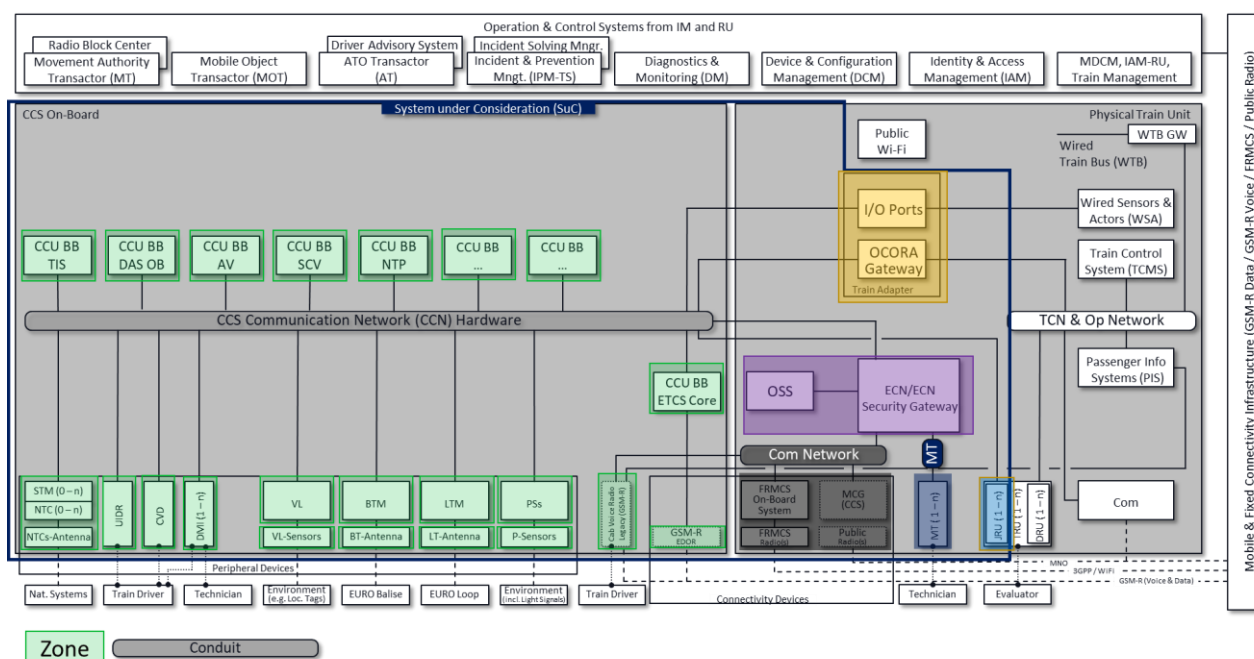 Operation & Control Systems from IM and RU
Radio Block Center
Movement Authority
Transactor (MT)
Mobile Object
Transactor (MOT)
Driver Advisory System
ATO Transactor
(AT)
Incident Solving Mngr.
Incident & Prevention
Mngt. (IPM-TS)
Diagnostics &
Monitoring (DM)
Device & Configuration
Management (DCM)
Identity & Access
Management (IAM)
MDCM, IAM-RU,
Train Management
CCS On-Board
System under Consideration (SuC)
Physical Train Unit
Public
Wi-Fi
WTB GW
Wired
Train Bus (WTB)
I/O Ports
Wired Sensors &
Actors (WSA)
CCU BB
TIS
CCU BB
DAS OB
CCU BB
AV
CCU BB
SCV
CCU BB
NTP
CCU BB
...
CCU BB
...
OCORA
Gateway
Train Adapter
Train Control
System (TCMS)
CCS Communication Network (CCN) Hardware
TCN & Op Network
CCU BB
ETCS Core
OSS
ECN/ECN
Security Gateway
Passenger Info
Systems (PIS)
Com Network
MT
STM (0 – n)
NTC (0 – n)
NTCs-Antenna
UIDR
CVD
DMI (1 – n)
VL
VL-Sensors
BTM
BT-Antenna
LTM
LT-Antenna
PSs
P-Sensors
Cab Voice Radio
Legacy (GSM-R)
GSM-R
EDOR
FRMCS
On-Board
System
FRMCS
Radio(s)
MCG
(CCS)
Public
Radio(s)
MT (1 – n)
JRU (1 – n)
TRU (1 – n)
DRU (1 – n)
Com
Peripheral Devices
MNO
3GPP / WIFI
GSM-R (Voice & Data)
Nat. Systems
Train Driver
Technician
Environment
(e.g. Loc. Tags)
EURO Balise
EURO Loop
Environment
(incl. Light Signals)
Train Driver
Connectivity Devices
Technician
Evaluator
Mobile & Fixed Connectivity Infrastructure (GSM-R Data / GSM-R Voice / FRMCS / Public Radio)
Zone
Conduit